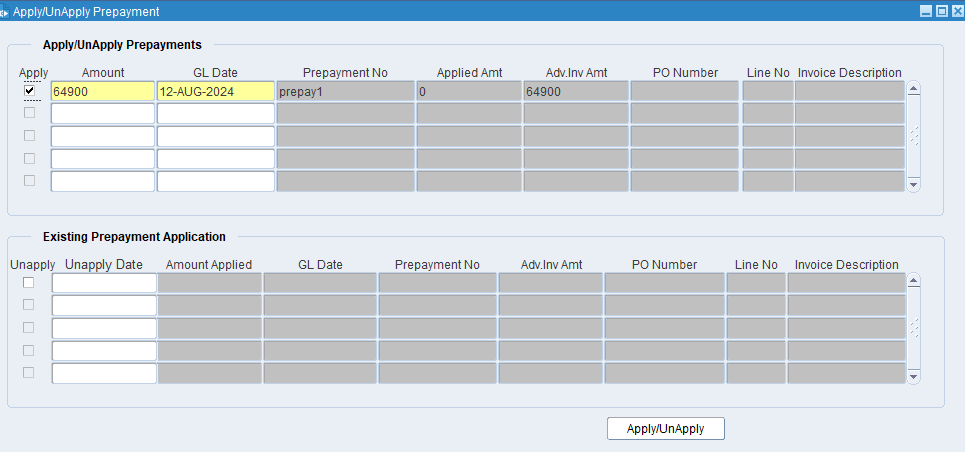 Apply/UnApply Prepayment
Apply/UnApply Prepayments
Apply Amount GL Date Prepayment No Applied Amt Adv.Inv Amt PO Number Line No Invoice Description
64900 12-AUG-2024 prepay1 0 64900
Existing Prepayment Application
Unapply Unapply Date Amount Applied GL Date Prepayment No Adv.Inv Amt PO Number Line No Invoice Description
Apply/UnApply